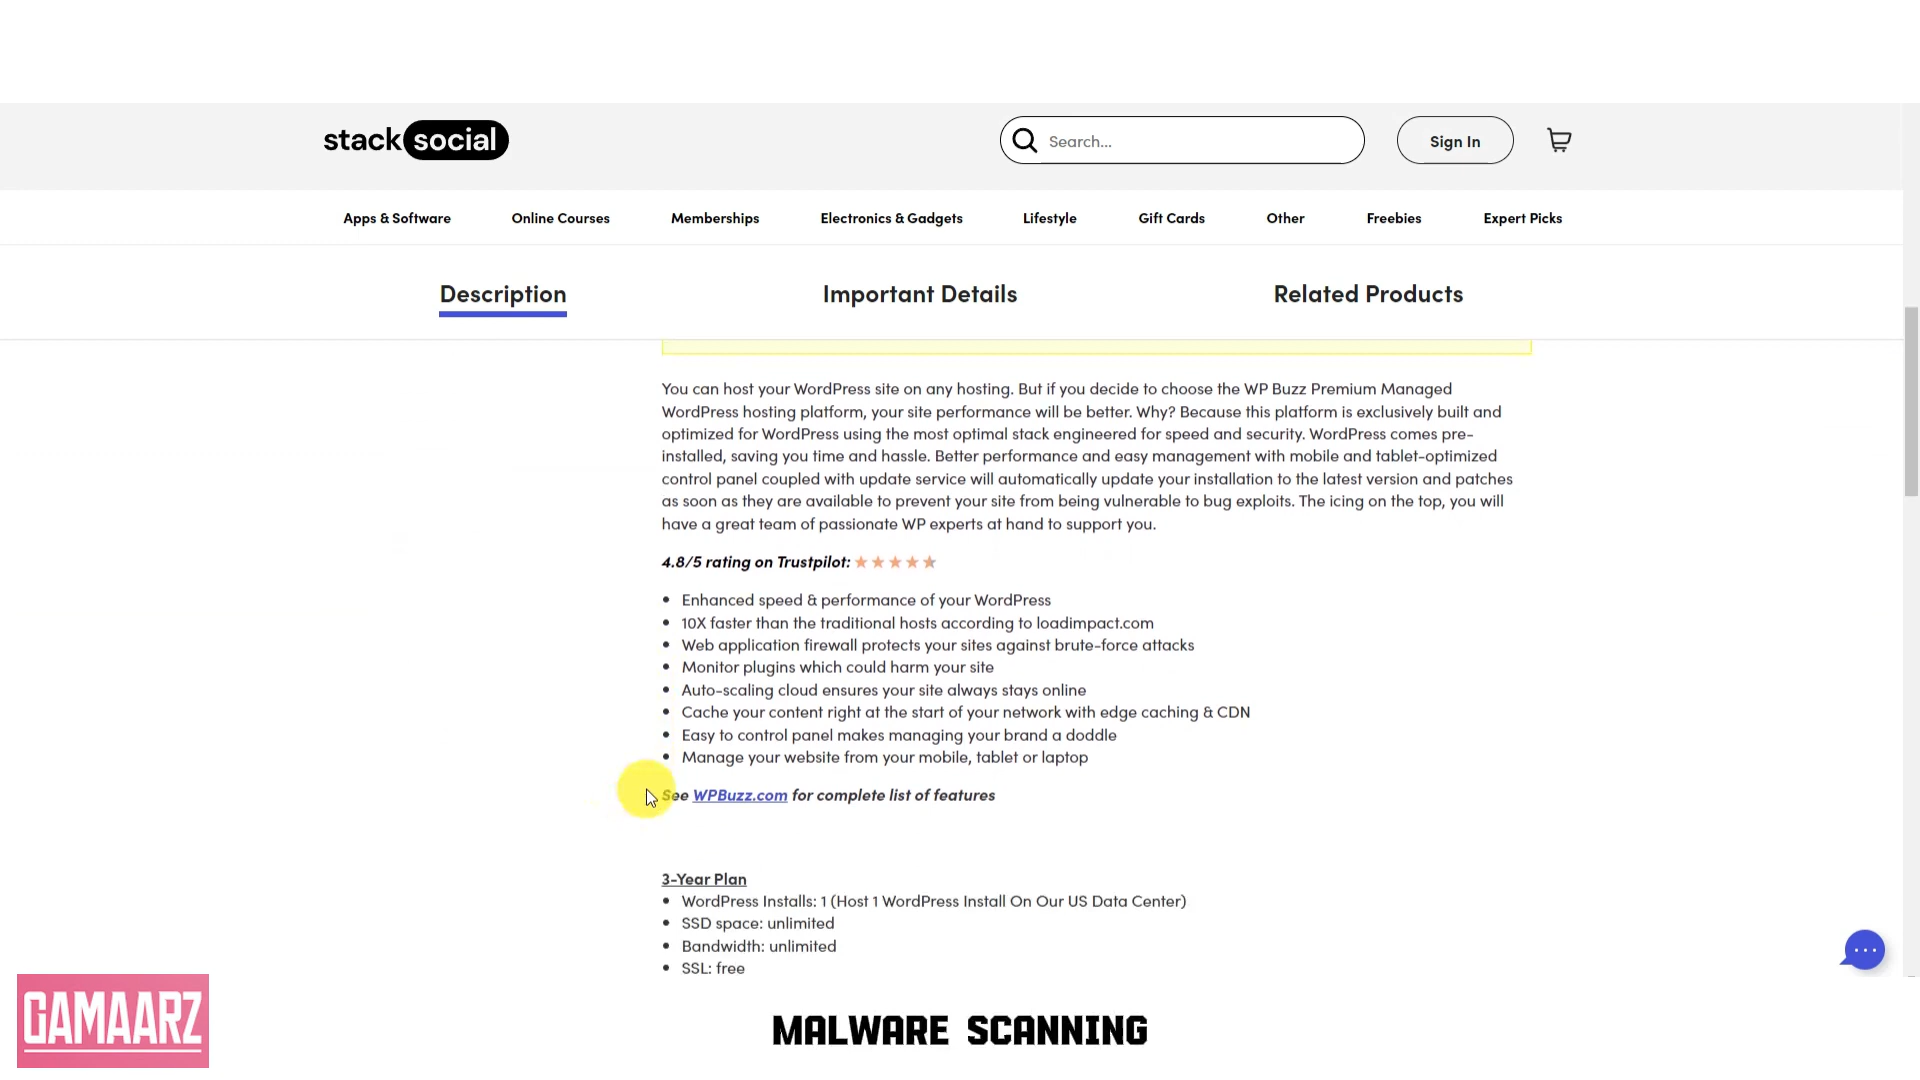 stack social
Search...
Sign In
Apps & Software
Online Courses
Memberships
Electronics & Gadgets
Lifestyle
Gift Cards
Other
Freebies
Expert Picks
Description
Important Details
Related Products
You can host your WordPress site on any hosting. But if you decide to choose the WP Buzz Premium Managed
WordPress hosting platform, your site performance will be better. Why? Because this platform is exclusively built and
optimized for WordPress using the most optimal stack engineered for speed and security. WordPress comes pre-
installed, saving you time and hassle. Better performance and easy management with mobile and tablet-optimized
control panel coupled with update service will automatically update your installation to the latest version and patches
as soon as they are available to prevent your site from being vulnerable to bug exploits. The icing on the top, you will
have a great team of passionate WP experts at hand to support you.
4.8/5 rating on Trustpilot: ★★★★★
• Enhanced speed & performance of your WordPress
• 10X faster than the traditional hosts according to loadimpact.com
• Web application firewall protects your sites against brute-force attacks
• Monitor plugins which could harm your site
• Auto-scaling cloud ensures your site always stays online
• Cache your content right at the start of your network with edge caching & CDN
• Easy to control panel makes managing your brand a doddle
• Manage your website from your mobile, tablet or laptop
See WPBuzz.com for complete list of features
3-Year Plan
• WordPress Installs: 1 (Host 1 WordPress Install On Our US Data Center)
• SSD space: unlimited
• Bandwidth: unlimited
• SSL: free
GAMAARZ
MALWARE SCANNING